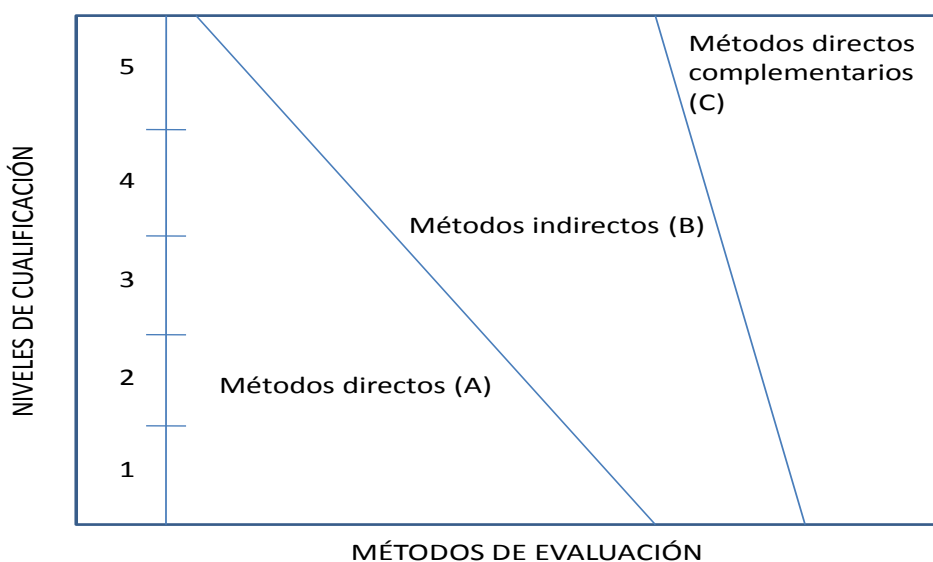 NIVELES DE CUALIFICACIÓN
5
4
3
2
1
Métodos directos
complementarios
(C)
Métodos indirectos (B)
Métodos directos (A)
MÉTODOS DE EVALUACIÓN